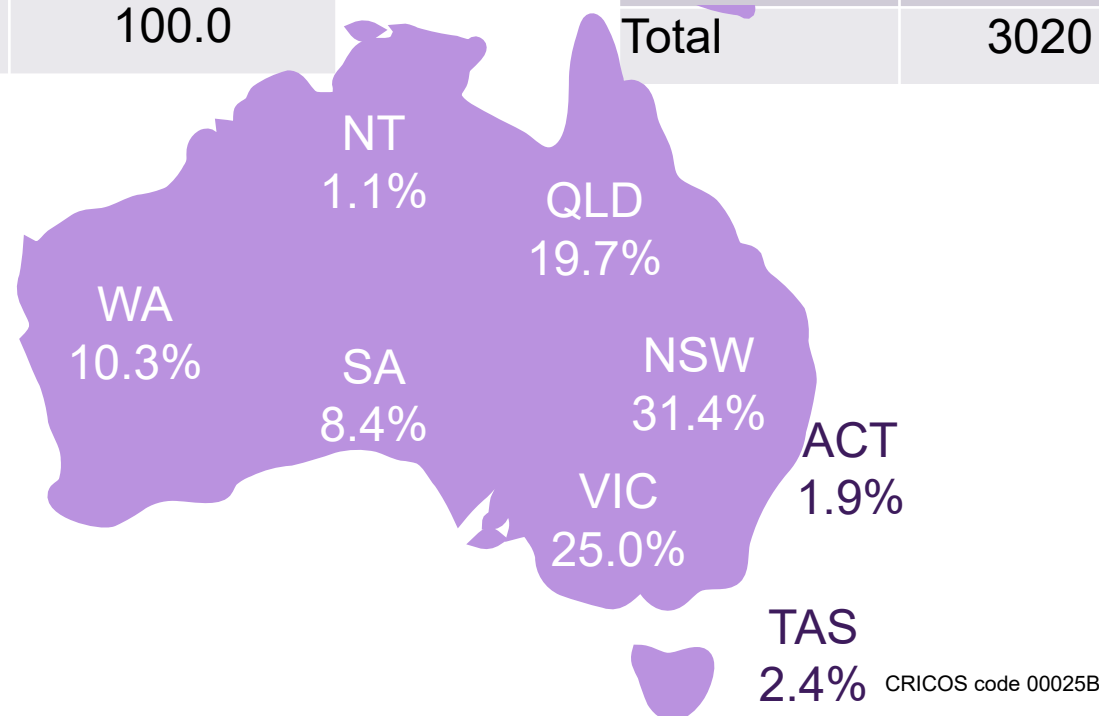 100.0
Total 3020
NT
1.1%
QLD
19.7%
WA
10.3%
SA
8.4%
NSW
31.4%
ACT
1.9%
VIC
25.0%
TAS
2.4%
CRICOS code 00025B